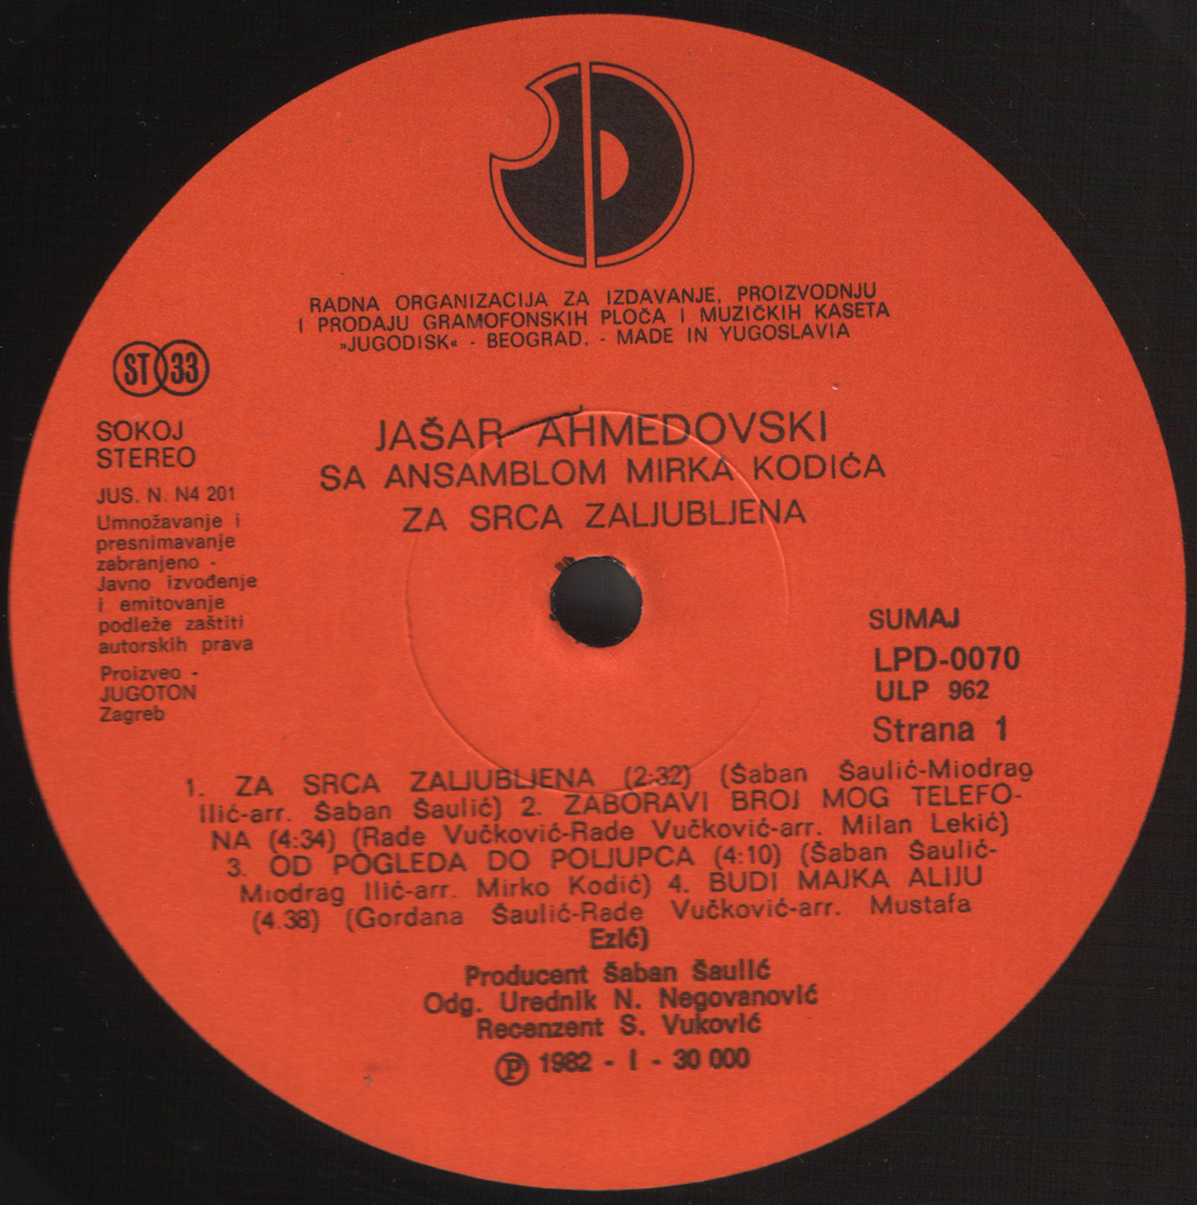 RADNA ORGANIZACIJA ZA IZDAVANJE, PROIZVODNJU
I PRODAJU GRAMOFONSKIH PLOČA I MUZIČKIH KASETA
»JUGODISK« - BEOGRAD. - MADE IN YUGOSLAVIA
ST 33
SOKOJ
STEREO
JUS. N. N4 201
Umnožavanje i
presnimavanje
zabranjeno -
Javno izvođenje
i emitovanje
podleže zaštiti
autorskih prava
Proizveo -
JUGOTON
Zagreb
JAŠAR AHMEDOVSKI
SA ANSAMBLOM MIRKA KODIĆA
ZA SRCA ZALJUBLJENA
SUMAJ
LPD-0070
ULP 962
Strana 1
1. ZA SRCA ZALJUBLJENA (2:32) (Šaban Šaulić-Miodrag
Ilić-arr. Šaban Šaulić) 2. ZABORAVI BROJ MOG TELEFO-
NA (4:34) (Rade Vučković-Rade Vučković-arr. Milan Lekić)
3. OD POGLEDA DO POLJUPCA (4:10) (Šaban Šaulić-
Miodrag Ilić-arr. Mirko Kodić) 4. BUDI MAJKA ALIJU
(4.38) (Gordana Šaulić-Rade Vučković-arr. Mustafa
Ezić)
Producent Šaban Šaulić
Odg. Urednik N. Negovanović
Recenzent S. Vuković
Ⓟ 1982 - I - 30 000